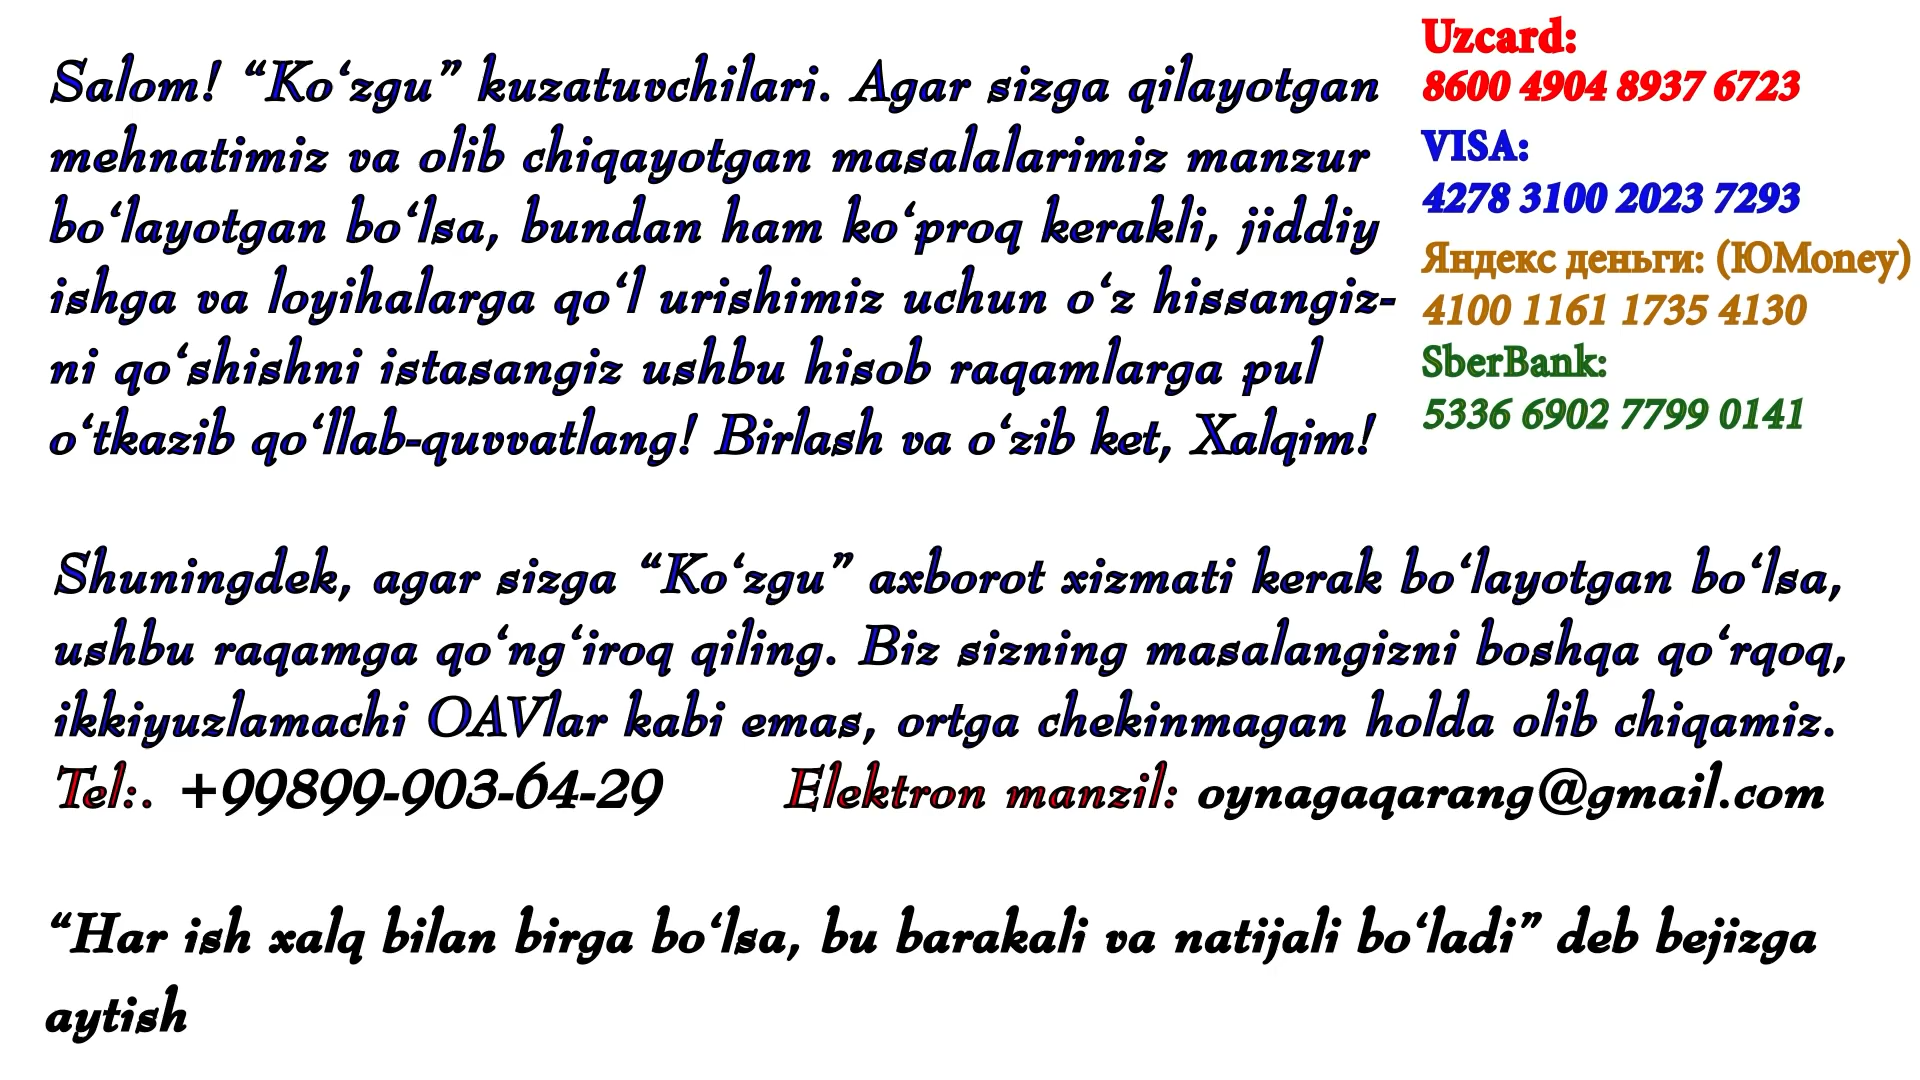 Salom! “Ko‘zgu” kuzatuvchilari. Agar sizga qilayotgan
mehnatimiz va olib chiqayotgan masalalarimiz manzur
bo‘layotgan bo‘lsa, bundan ham ko‘proq kerakli, jiddiy
ishga va loyihalarga qo‘l urishimiz uchun o‘z hissangiz-
ni qo‘shishni istasangiz ushbu hisob raqamlarga pul
o‘tkazib qo‘llab-quvvatlang! Birlash va o‘zib ket, Xalqim!
Uzcard:
8600 4904 8937 6723
VISA:
4278 3100 2023 7293
Яндекс деньги: (ЮMoney)
4100 1161 1735 4130
SberBank:
5336 6902 7799 0141
Shuningdek, agar sizga “Ko‘zgu” axborot xizmati kerak bo‘layotgan bo‘lsa,
ushbu raqamga qo‘ng‘iroq qiling. Biz sizning masalangizni boshqa qo‘rqoq,
ikkiyuzlamachi OAVlar kabi emas, ortga chekinmagan holda olib chiqamiz.
Tel:. +99899-903-64-29 Elektron manzil: oynagaqarang@gmail.com
“Har ish xalq bilan birga bo‘lsa, bu barakali va natijali bo‘ladi” deb bejizga
aytish